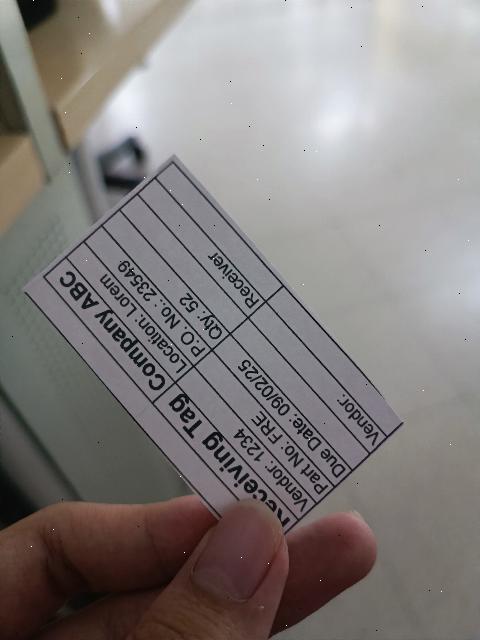 Receiving Tag Company ABC
Vendor: 1234 Location: Lorem
Part No. FRE P.O. No.: 23549
Due Date: 09/02/25 Qty: 52
Vendor: Receiver